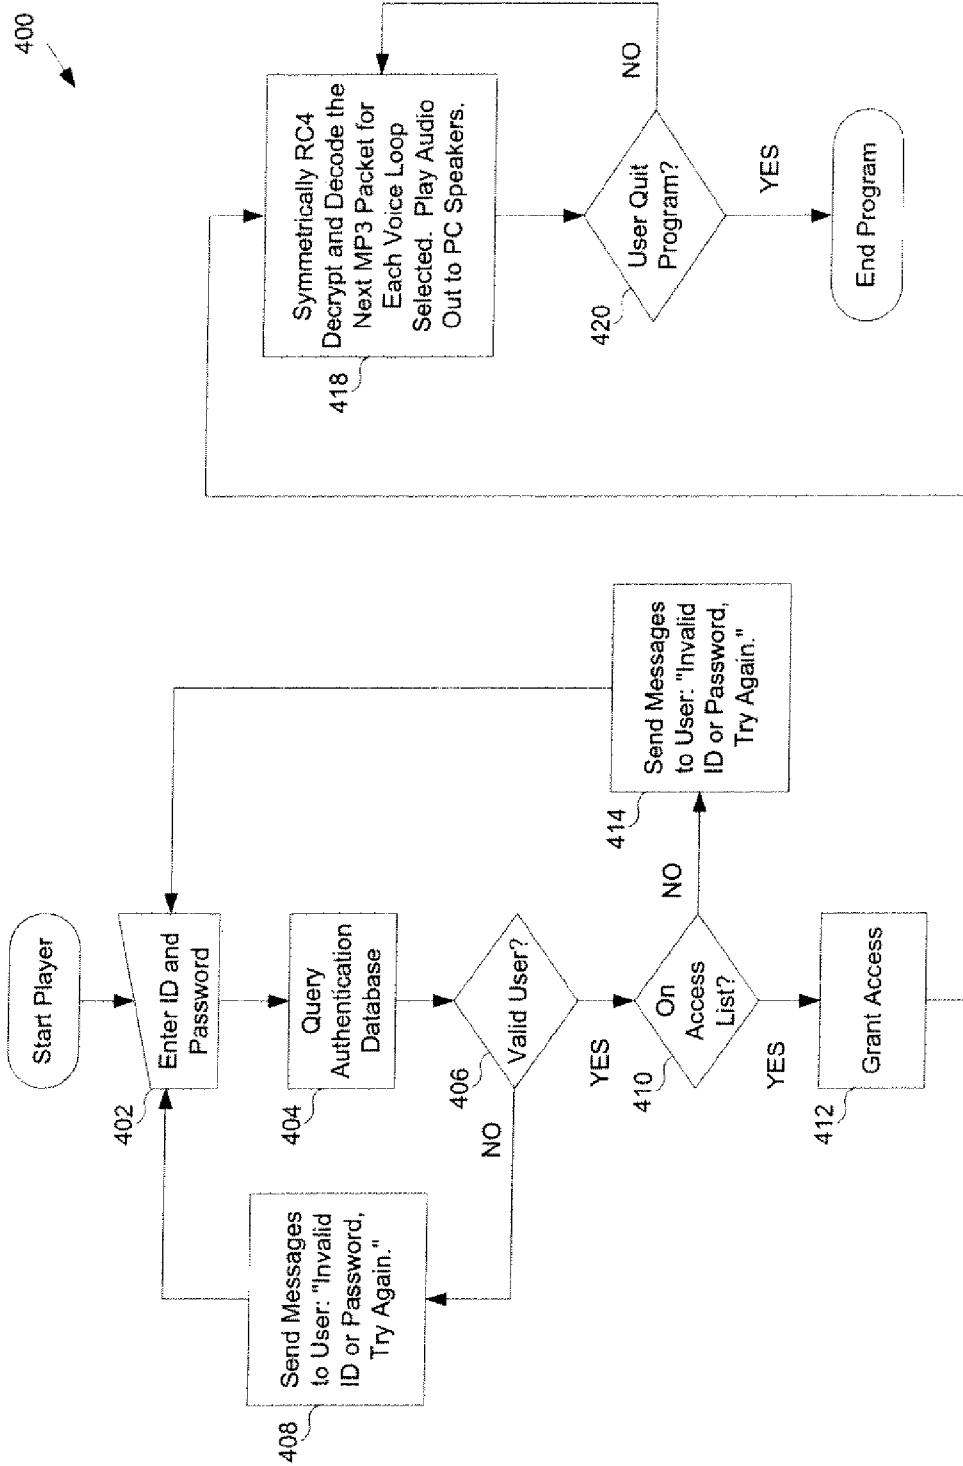 400
Start Player
Enter ID and
Password
402
Query
Authentication
Database
404
Valid User?
406
NO
YES
Send Messages
to User: "Invalid
ID or Password,
Try Again."
408
On
Access
List?
410
NO
YES
Send Messages
to User: "Invalid
ID or Password,
Try Again."
414
Grant Access
412
Symmetrically RC4
Decrypt and Decode the
Next MP3 Packet for
Each Voice Loop
Selected. Play Audio
Out to PC Speakers.
418
User Quit
Program?
420
NO
YES
End Program